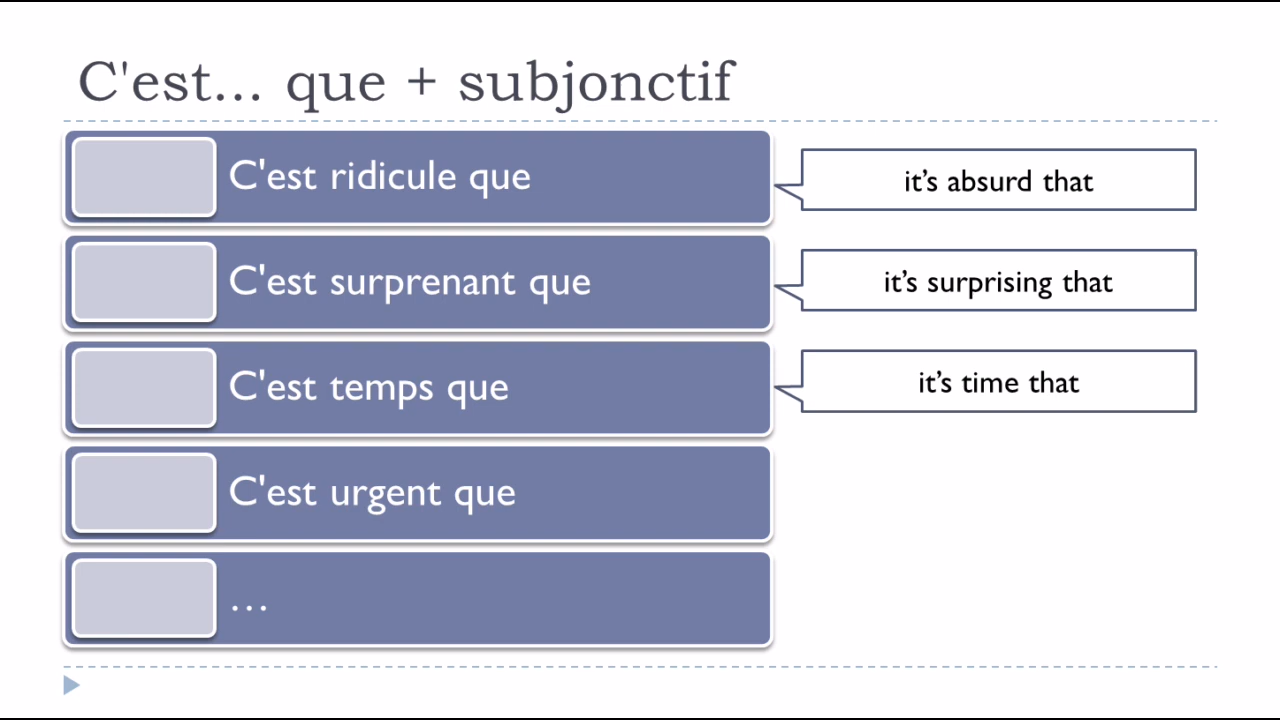 C'est... que + subjonctif
C'est ridicule que
it’s absurd that
C'est surprenant que
it’s surprising that
C'est temps que
it’s time that
C'est urgent que
...